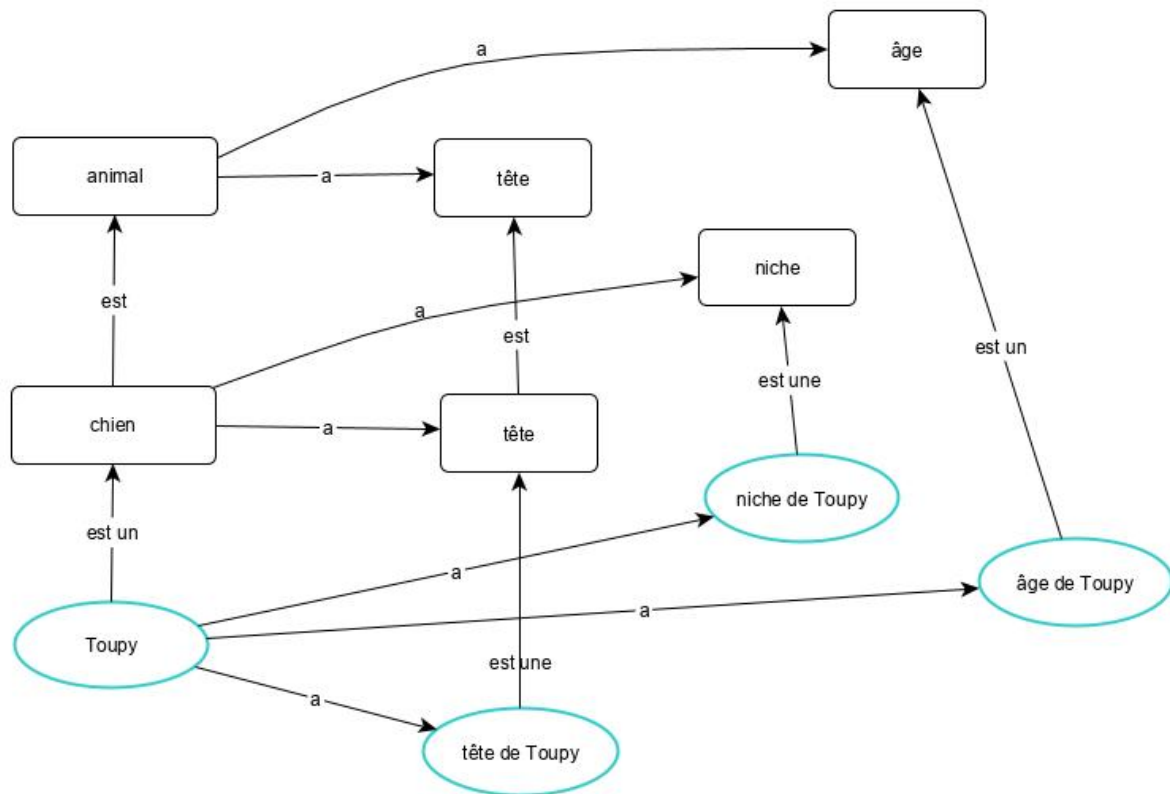 a
âge
animal
a
tête
niche
est
a
est
est un
est une
chien
a
tête
niche de Toupy
est un
a
âge de Toupy
a
Toupy
est une
a
tête de Toupy